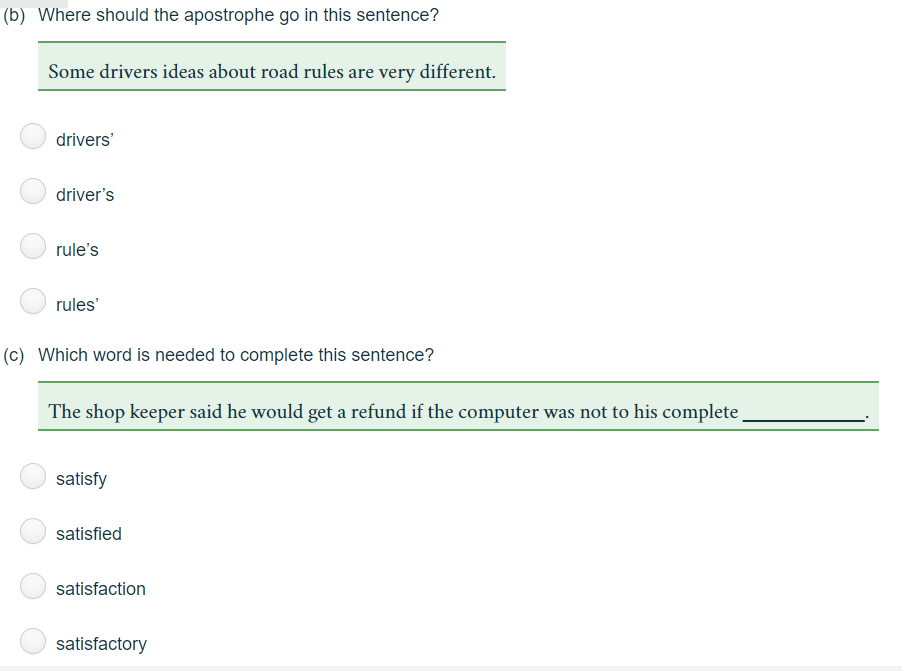 (b) Where should the apostrophe go in this sentence?
Some drivers ideas about road rules are very different.
drivers’
driver’s
rule’s
rules’
(c) Which word is needed to complete this sentence?
The shop keeper said he would get a refund if the computer was not to his complete ____________.
satisfy
satisfied
satisfaction
satisfactory